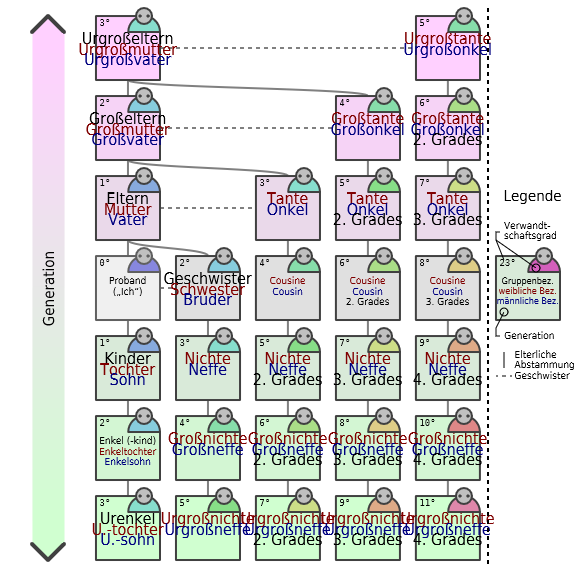 3°
Urgroßeltern
Urgroßmutter
Urgroßvater
5°
Urgroßtante
Urgroßonkel
2°
Großeltern
Großmutter
Großvater
4°
Großtante
Großonkel
6°
Großtante
Großonkel
2. Grades
1°
Eltern
Mutter
Vater
3°
Tante
Onkel
5°
Tante
Onkel
2. Grades
7°
Tante
Onkel
3. Grades
0°
Proband
(„Ich“)
2°
Geschwister
Schwester
Bruder
4°
Cousine
Cousin
6°
Cousine
Cousin
2. Grades
8°
Cousine
Cousin
3. Grades
1°
Kinder
Tochter
Sohn
3°
Nichte
Neffe
5°
Nichte
Neffe
2. Grades
7°
Nichte
Neffe
3. Grades
9°
Nichte
Neffe
4. Grades
2°
Enkel (-kind)
Enkeltochter
Enkelsohn
4°
Großnichte
Großneffe
6°
Großnichte
Großneffe
2. Grades
8°
Großnichte
Großneffe
3. Grades
10°
Großnichte
Großneffe
4. Grades
3°
Urenkel
U.-tochter
U.-sohn
5°
Urgroßnichte
Urgroßneffe
7°
Urgroßnichte
Urgroßneffe
2. Grades
9°
Urgroßnichte
Urgroßneffe
3. Grades
11°
Urgroßnichte
Urgroßneffe
4. Grades
Generation
Legende
Verwandt-
schaftsgrad
23°
Gruppenbez.
weibliche Bez.
männliche Bez.
Generation
Elterliche
Abstammung
Geschwister